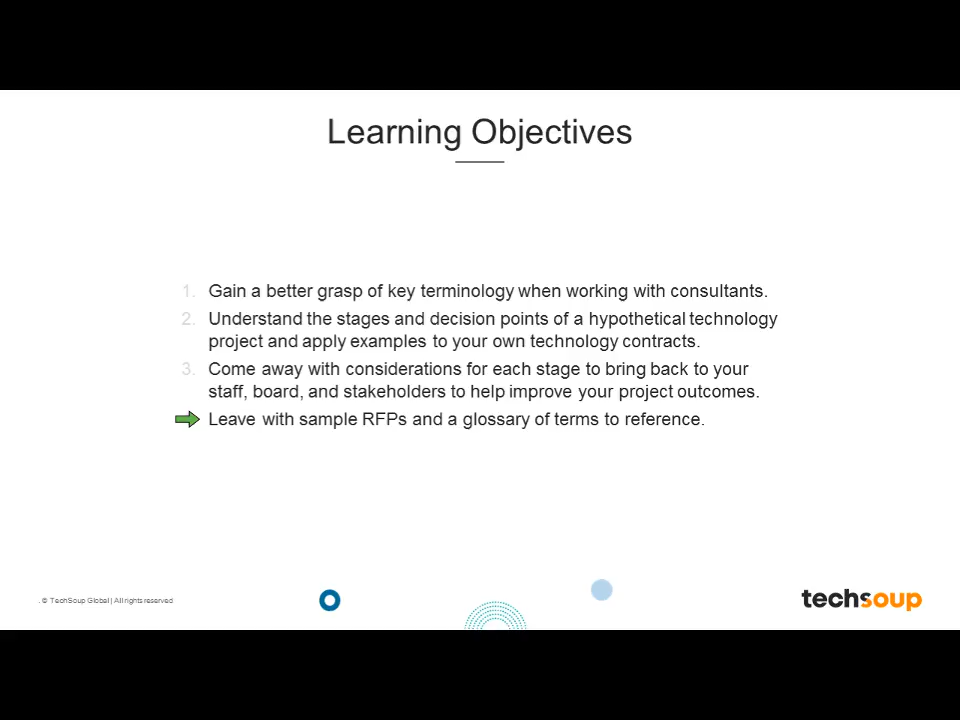 Learning Objectives
1. Gain a better grasp of key terminology when working with consultants.
2. Understand the stages and decision points of a hypothetical technology
project and apply examples to your own technology contracts.
3. Come away with considerations for each stage to bring back to your
staff, board, and stakeholders to help improve your project outcomes.
Leave with sample RFPs and a glossary of terms to reference.
. © TechSoup Global | All rights reserved
techsoup